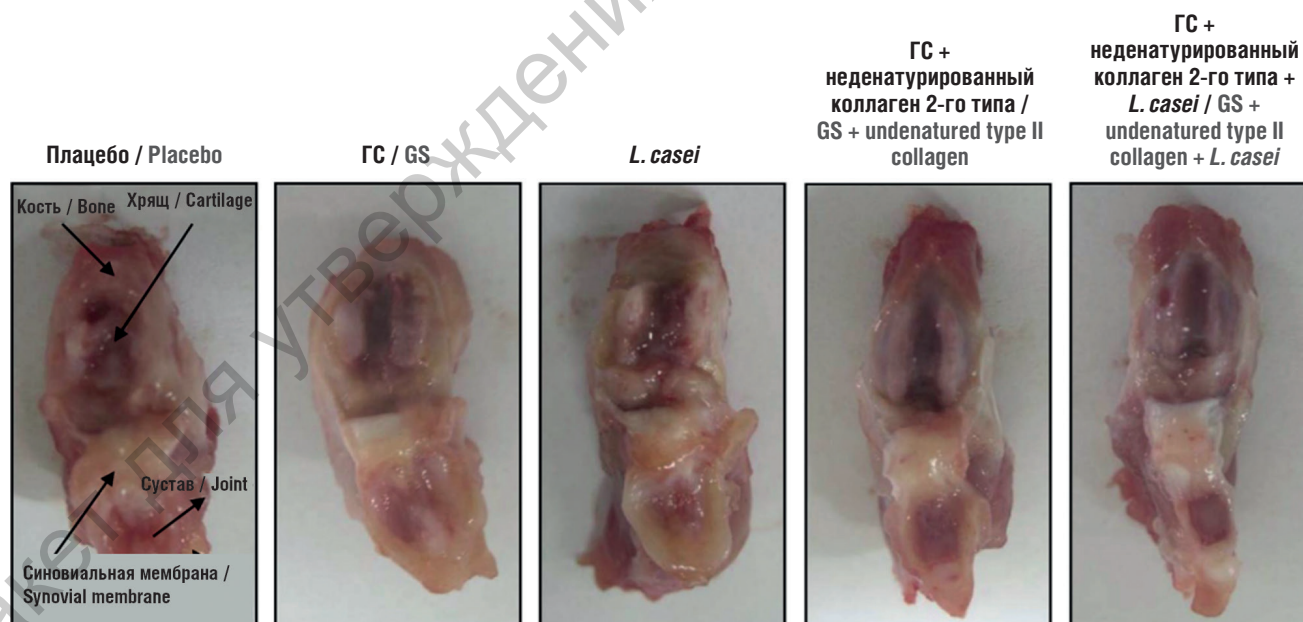 Плацебо / Placebo
ГС / GS
L. casei
ГС +
неденатурированный
коллаген 2-го типа /
GS + undenatured type II
collagen
ГС +
неденатурированный
коллаген 2-го типа +
L. casei / GS +
undenatured type II
collagen + L. casei
Кость / Bone
Хрящ / Cartilage
Сустав / Joint
Синовиальная мембрана /
Synovial membrane
для утверждени